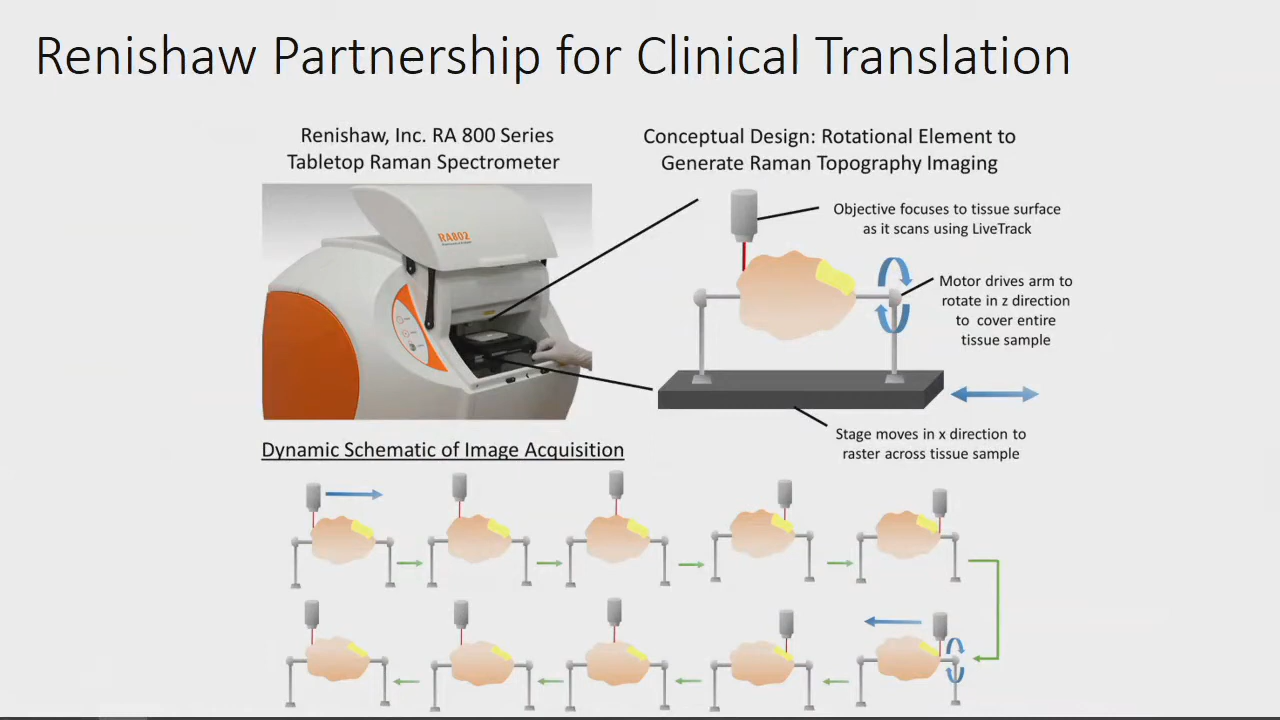 Renishaw Partnership for Clinical Translation
Renishaw, Inc. RA 800 Series
Tabletop Raman Spectrometer
Conceptual Design: Rotational Element to
Generate Raman Topography Imaging
RA802
Objective focuses to tissue surface
as it scans using LiveTrack
Motor drives arm to
rotate in z direction
to cover entire
tissue sample
Stage moves in x direction to
raster across tissue sample
Dynamic Schematic of Image Acquisition